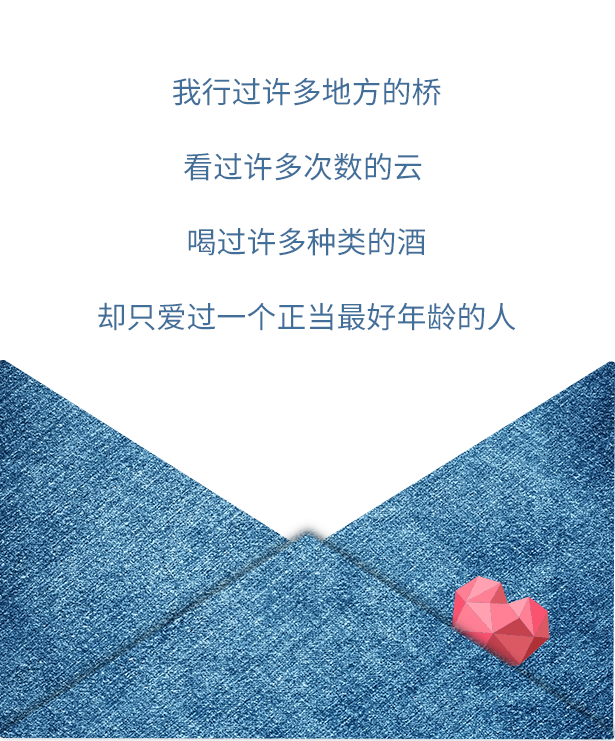 我行过许多地方的桥
看过许多次数的云
喝过许多种类的酒
却只爱过一个正当最好年龄的人